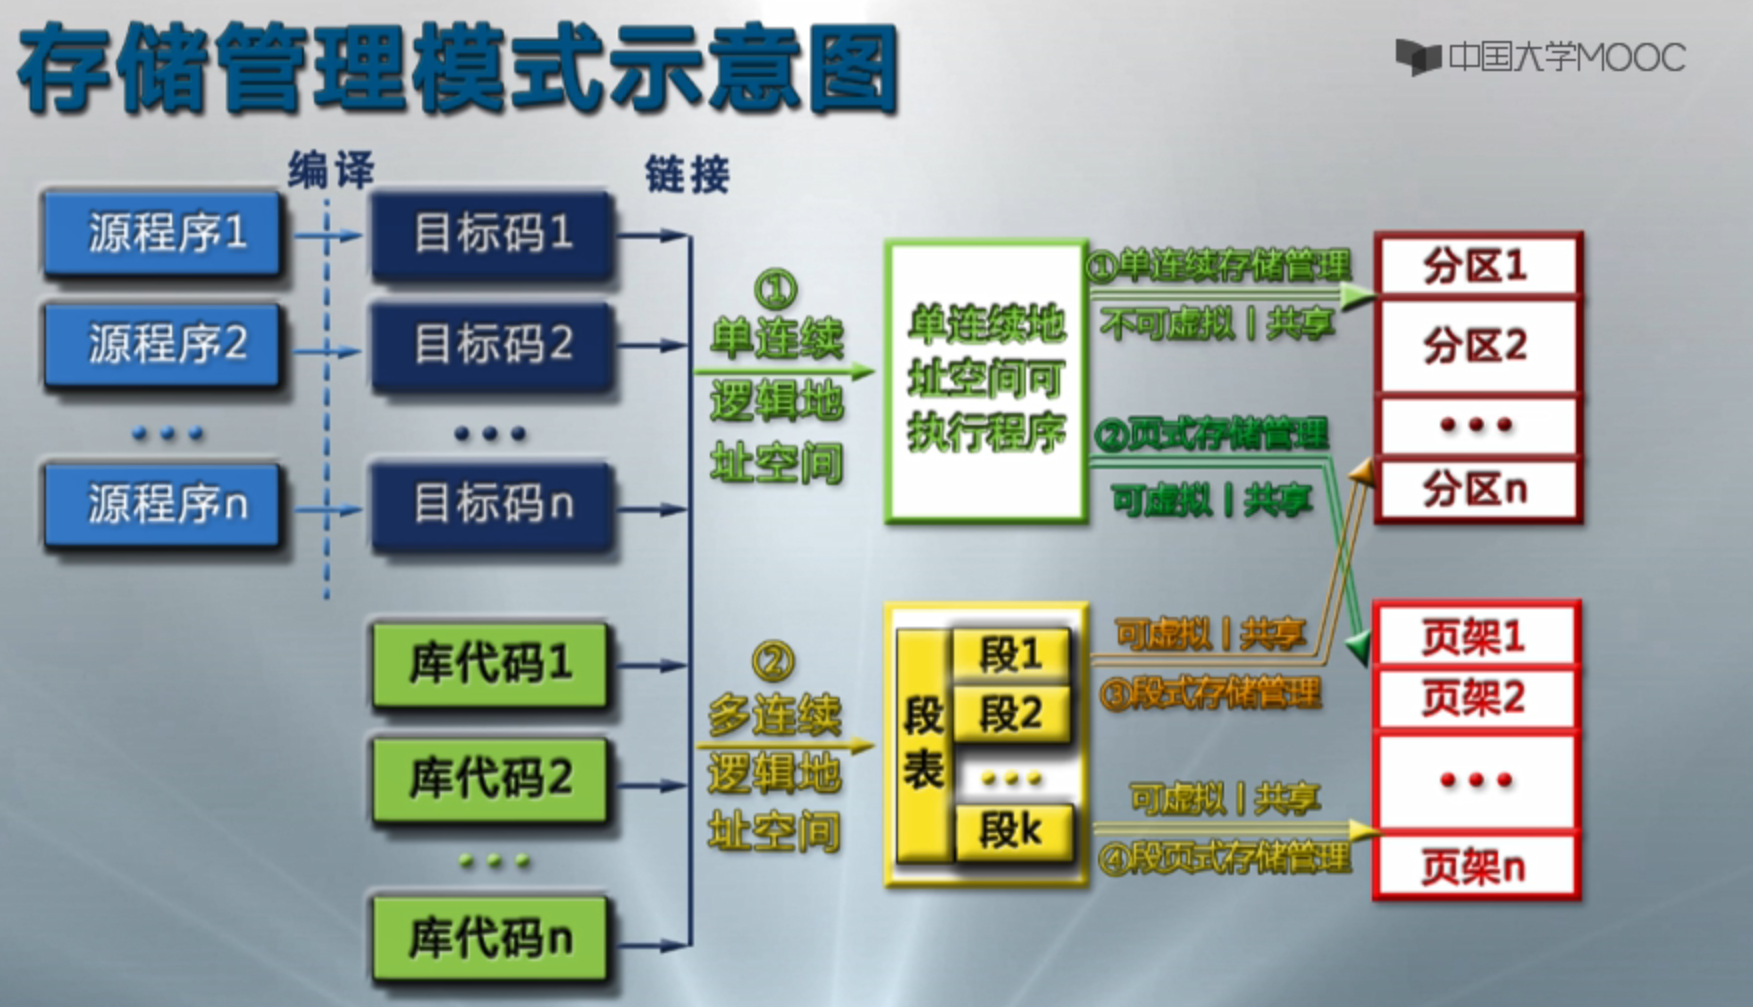 存储管理模式示意图
中国大学MOOC
编译
链接
源程序1
目标码1
源程序2
目标码2
源程序n
目标码n
库代码1
库代码2
库代码n
①
单连续
逻辑地
址空间
②
多连续
逻辑地
址空间
单连续地
址空间可
执行程序
段表
段1
段2
段k
①单连续存储管理
不可虚拟|共享
②页式存储管理
可虚拟|共享
可虚拟|共享
③段式存储管理
可虚拟|共享
④段页式存储管理
分区1
分区2
分区n
页架1
页架2
页架n